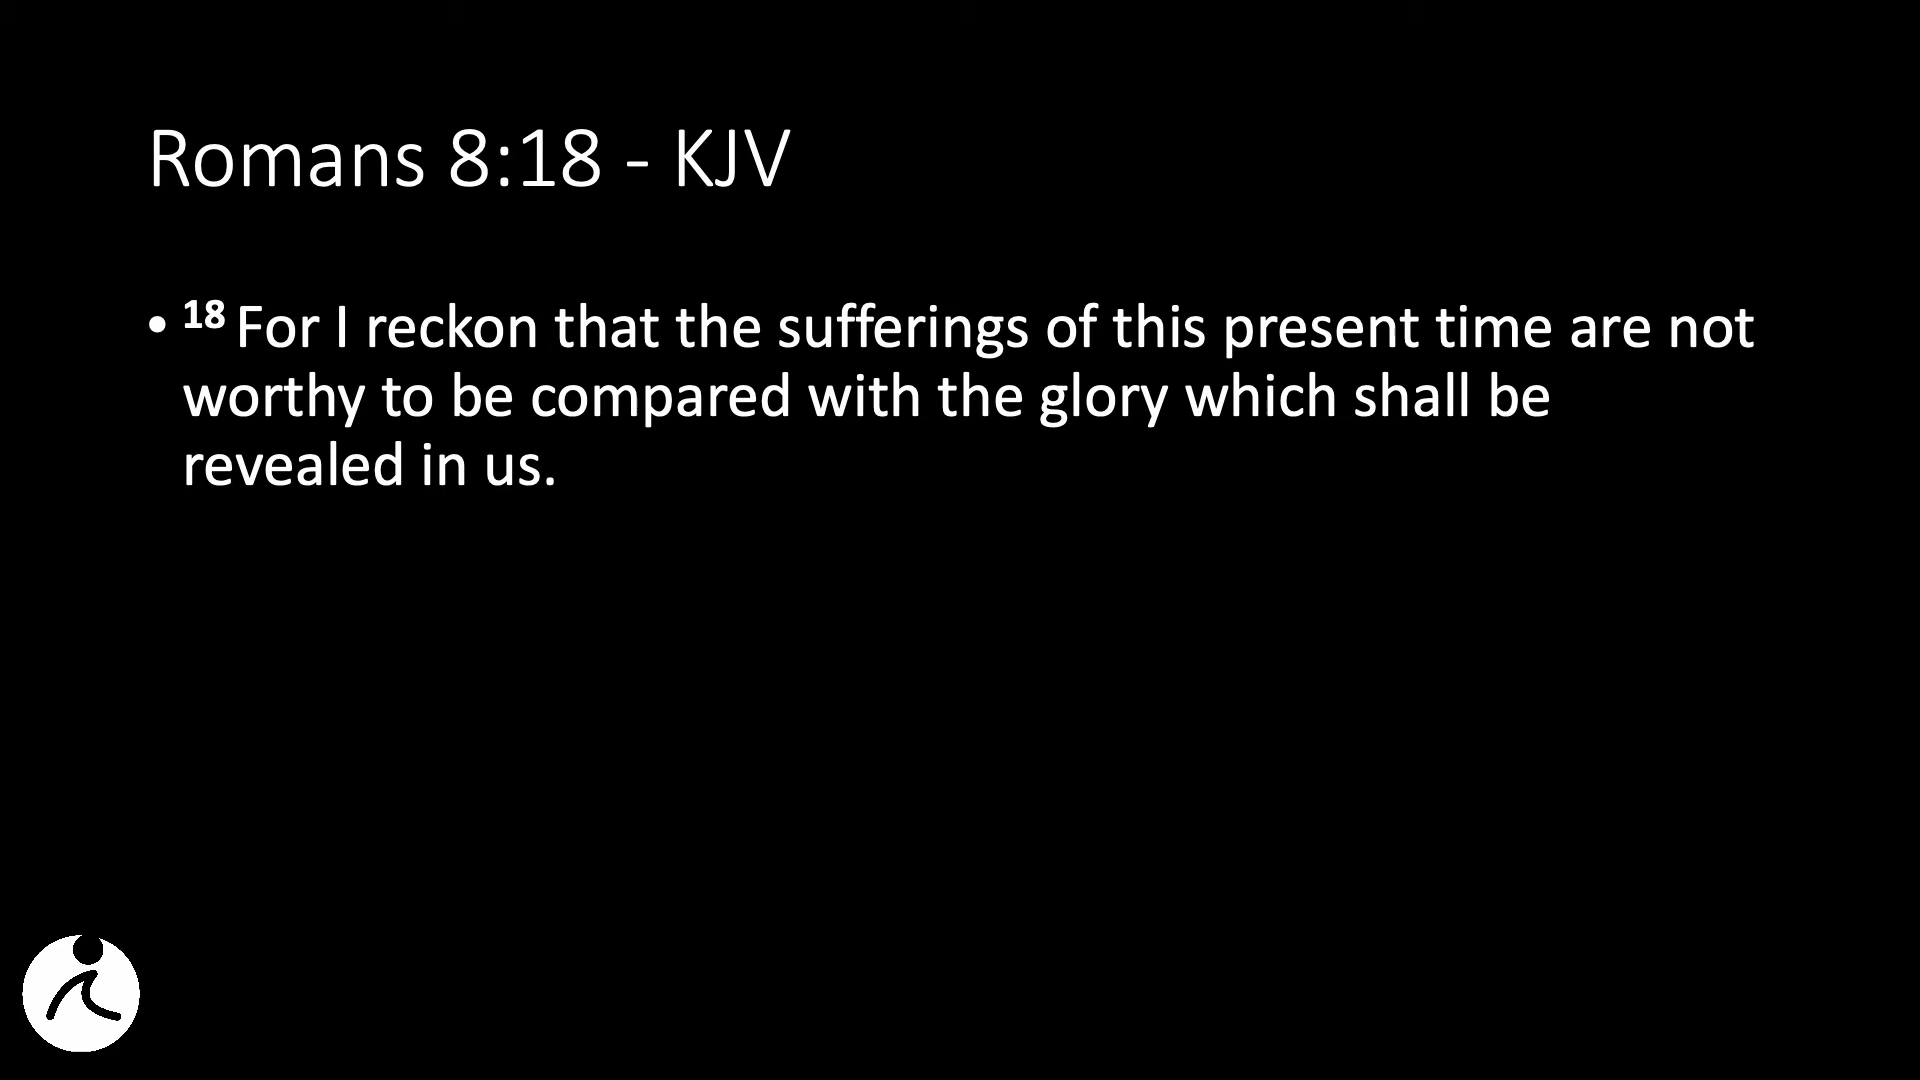 Romans 8:18 - KJV
• 18 For I reckon that the sufferings of this present time are not
worthy to be compared with the glory which shall be
revealed in us.